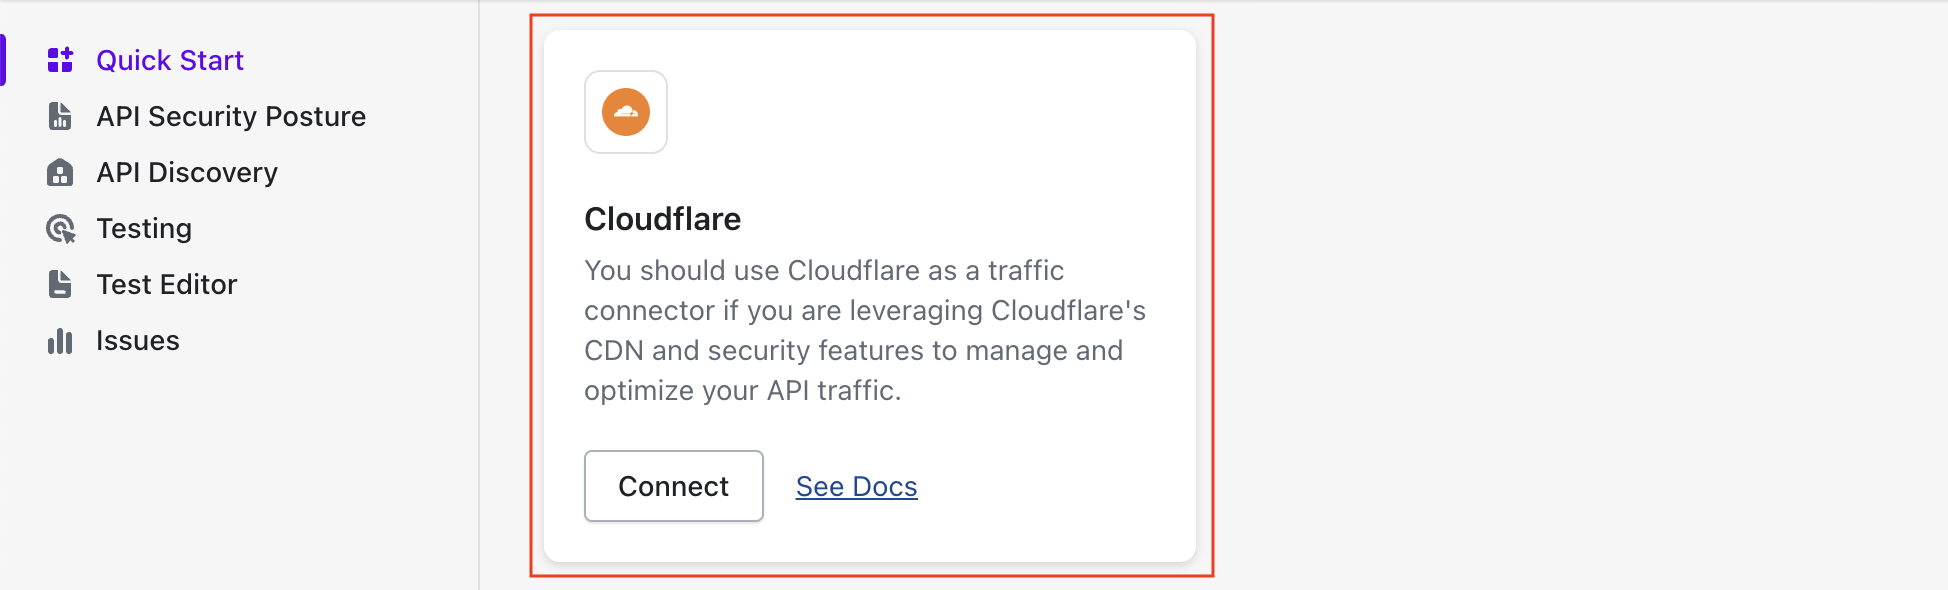 Quick Start
API Security Posture
API Discovery
Testing
Test Editor
Issues
Cloudflare
You should use Cloudflare as a traffic
connector if you are leveraging Cloudflare's
CDN and security features to manage and
optimize your API traffic.
Connect
See Docs